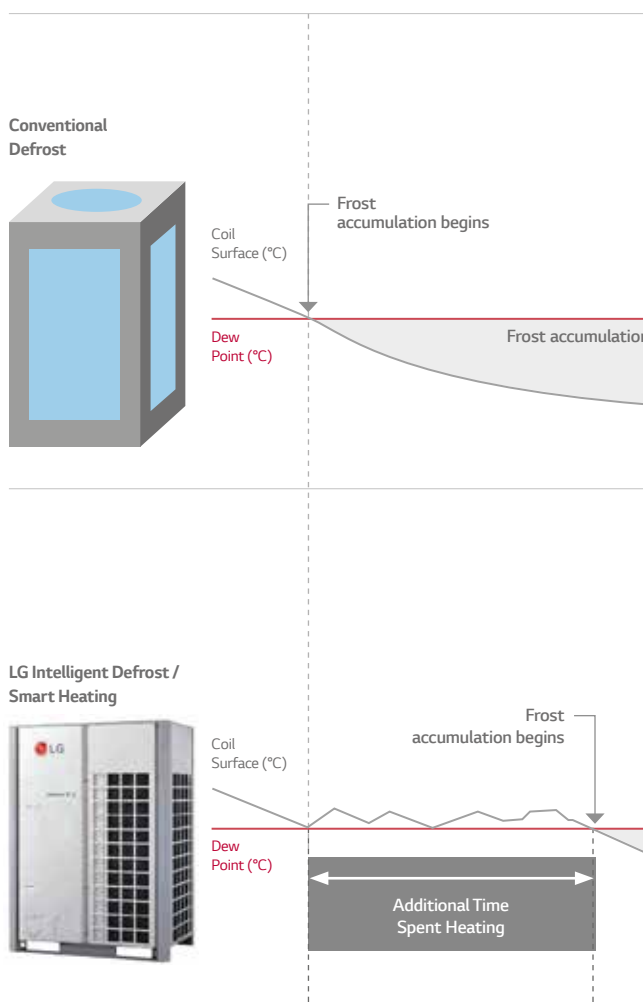 Conventional
Defrost
Frost
accumulation begins
Coil
Surface (°C)
Dew
Point (°C)
Frost accumulation
LG Intelligent Defrost /
Smart Heating
LG
Frost
accumulation begins
Coil
Surface (°C)
Dew
Point (°C)
Additional Time
Spent Heating